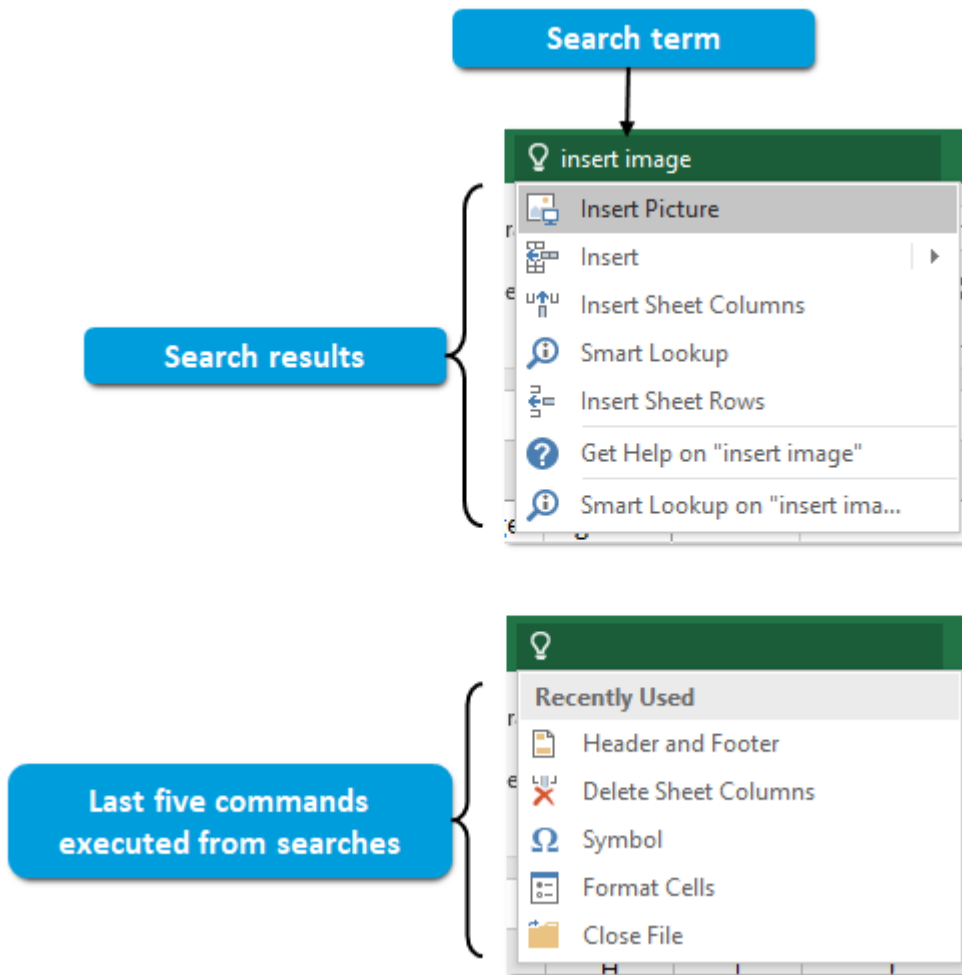 Search term
insert image
Insert Picture
Insert
Insert Sheet Columns
Search results
Smart Lookup
Insert Sheet Rows
Get Help on "insert image"
Smart Lookup on "insert ima...
Recently Used
Header and Footer
Delete Sheet Columns
Last five commands
executed from searches
Symbol
Format Cells
Close File